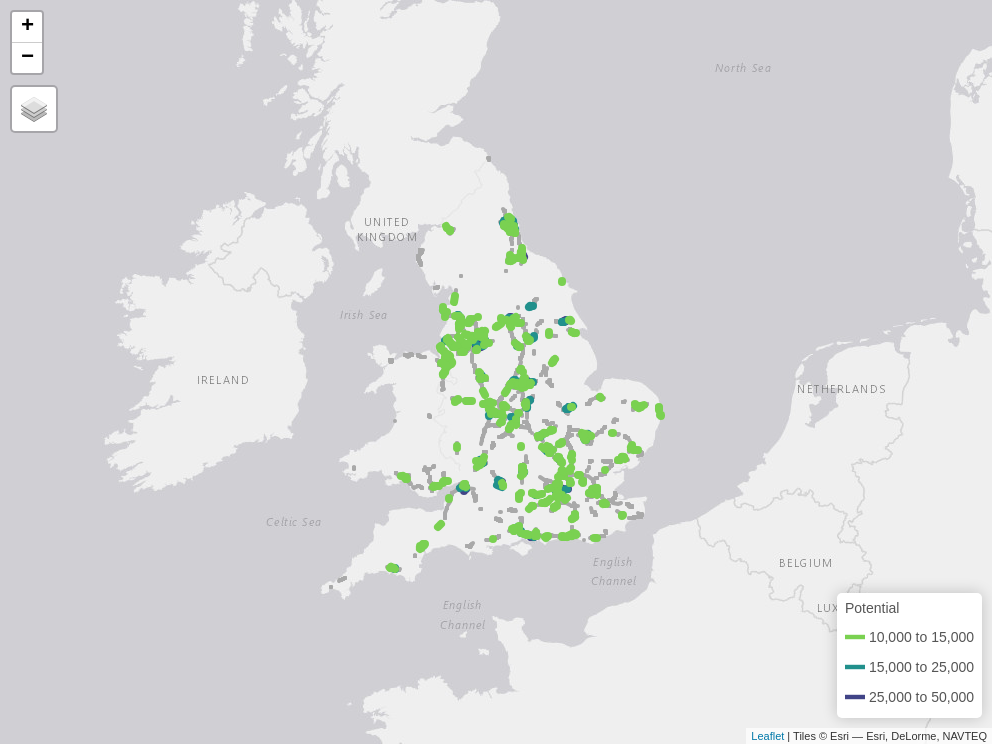 +
−
North Sea
UNITED
KINGDOM
Irish Sea
IRELAND
NETHERLANDS
Celtic Sea
English
Channel
BELGIUM
English
Channel
LUX
Potential
10,000 to 15,000
15,000 to 25,000
25,000 to 50,000
Leaflet | Tiles © Esri — Esri, DeLorme, NAVTEQ